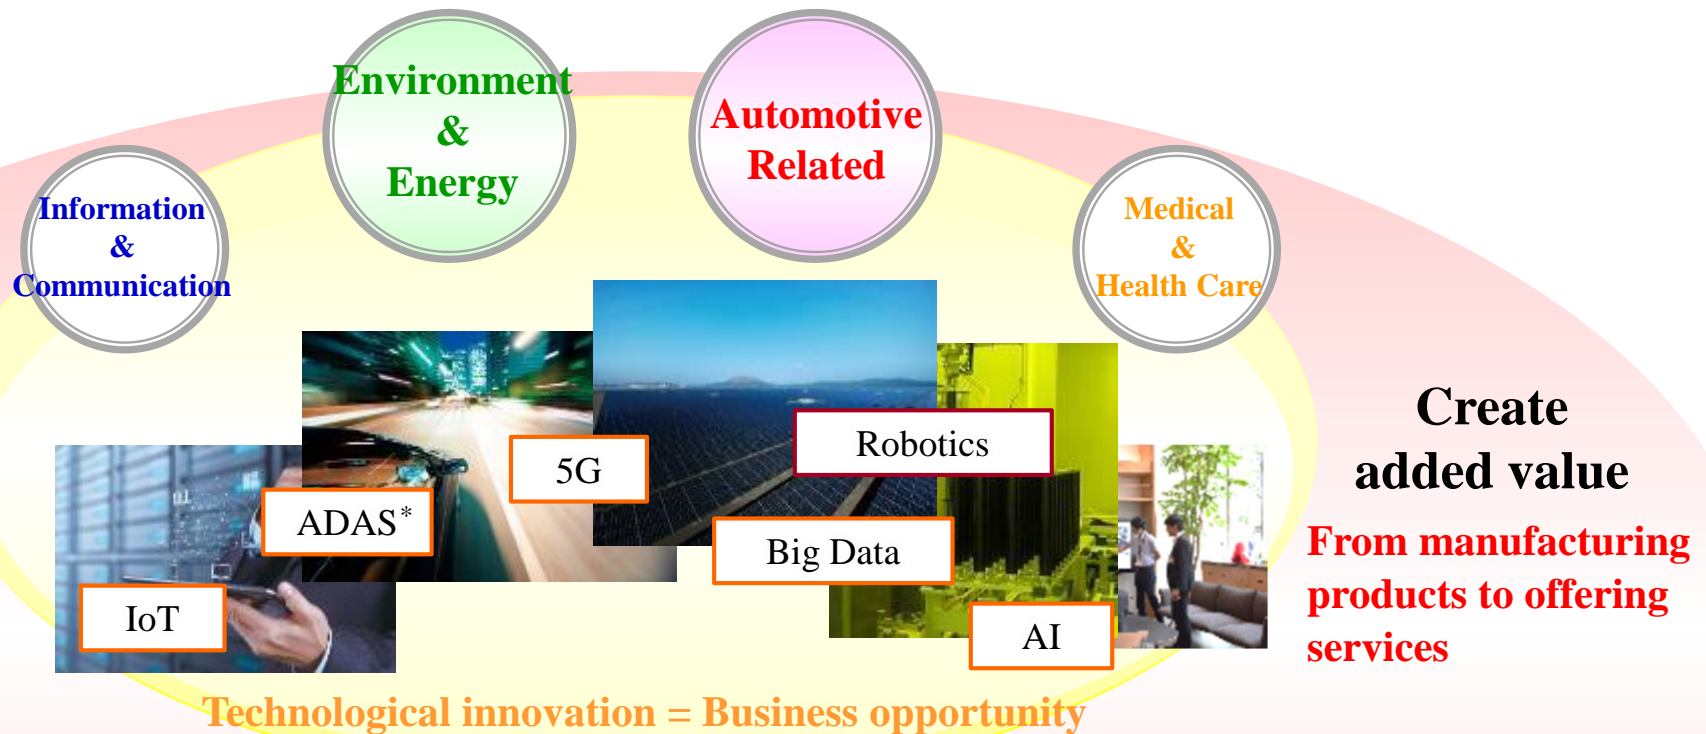 Environment
&
Energy
Automotive
Related
Information
&
Communication
Medical
&
Health Care
Create
added value
From manufacturing
products to offering
services
Robotics
5G
ADAS*
Big Data
IoT
AI
Technological innovation = Business opportunity